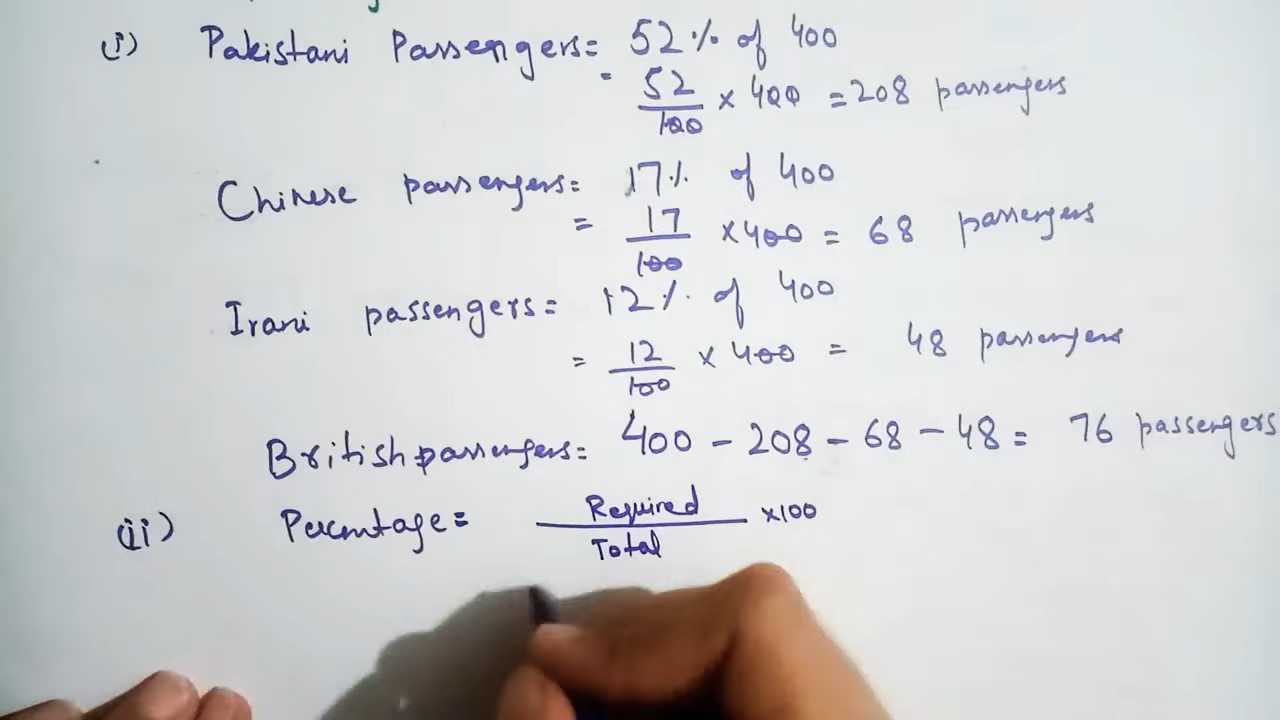 (i) Pakistani Passengers = 52% of 400
= 52/100 × 400 = 208 passengers
Chinese passengers = 17% of 400
= 17/100 × 400 = 68 passengers
Irani passengers = 12% of 400
= 12/100 × 400 = 48 passengers
British passengers = 400 - 208 - 68 - 48 = 76 passengers
(ii) Percentage = Required/Total ×100